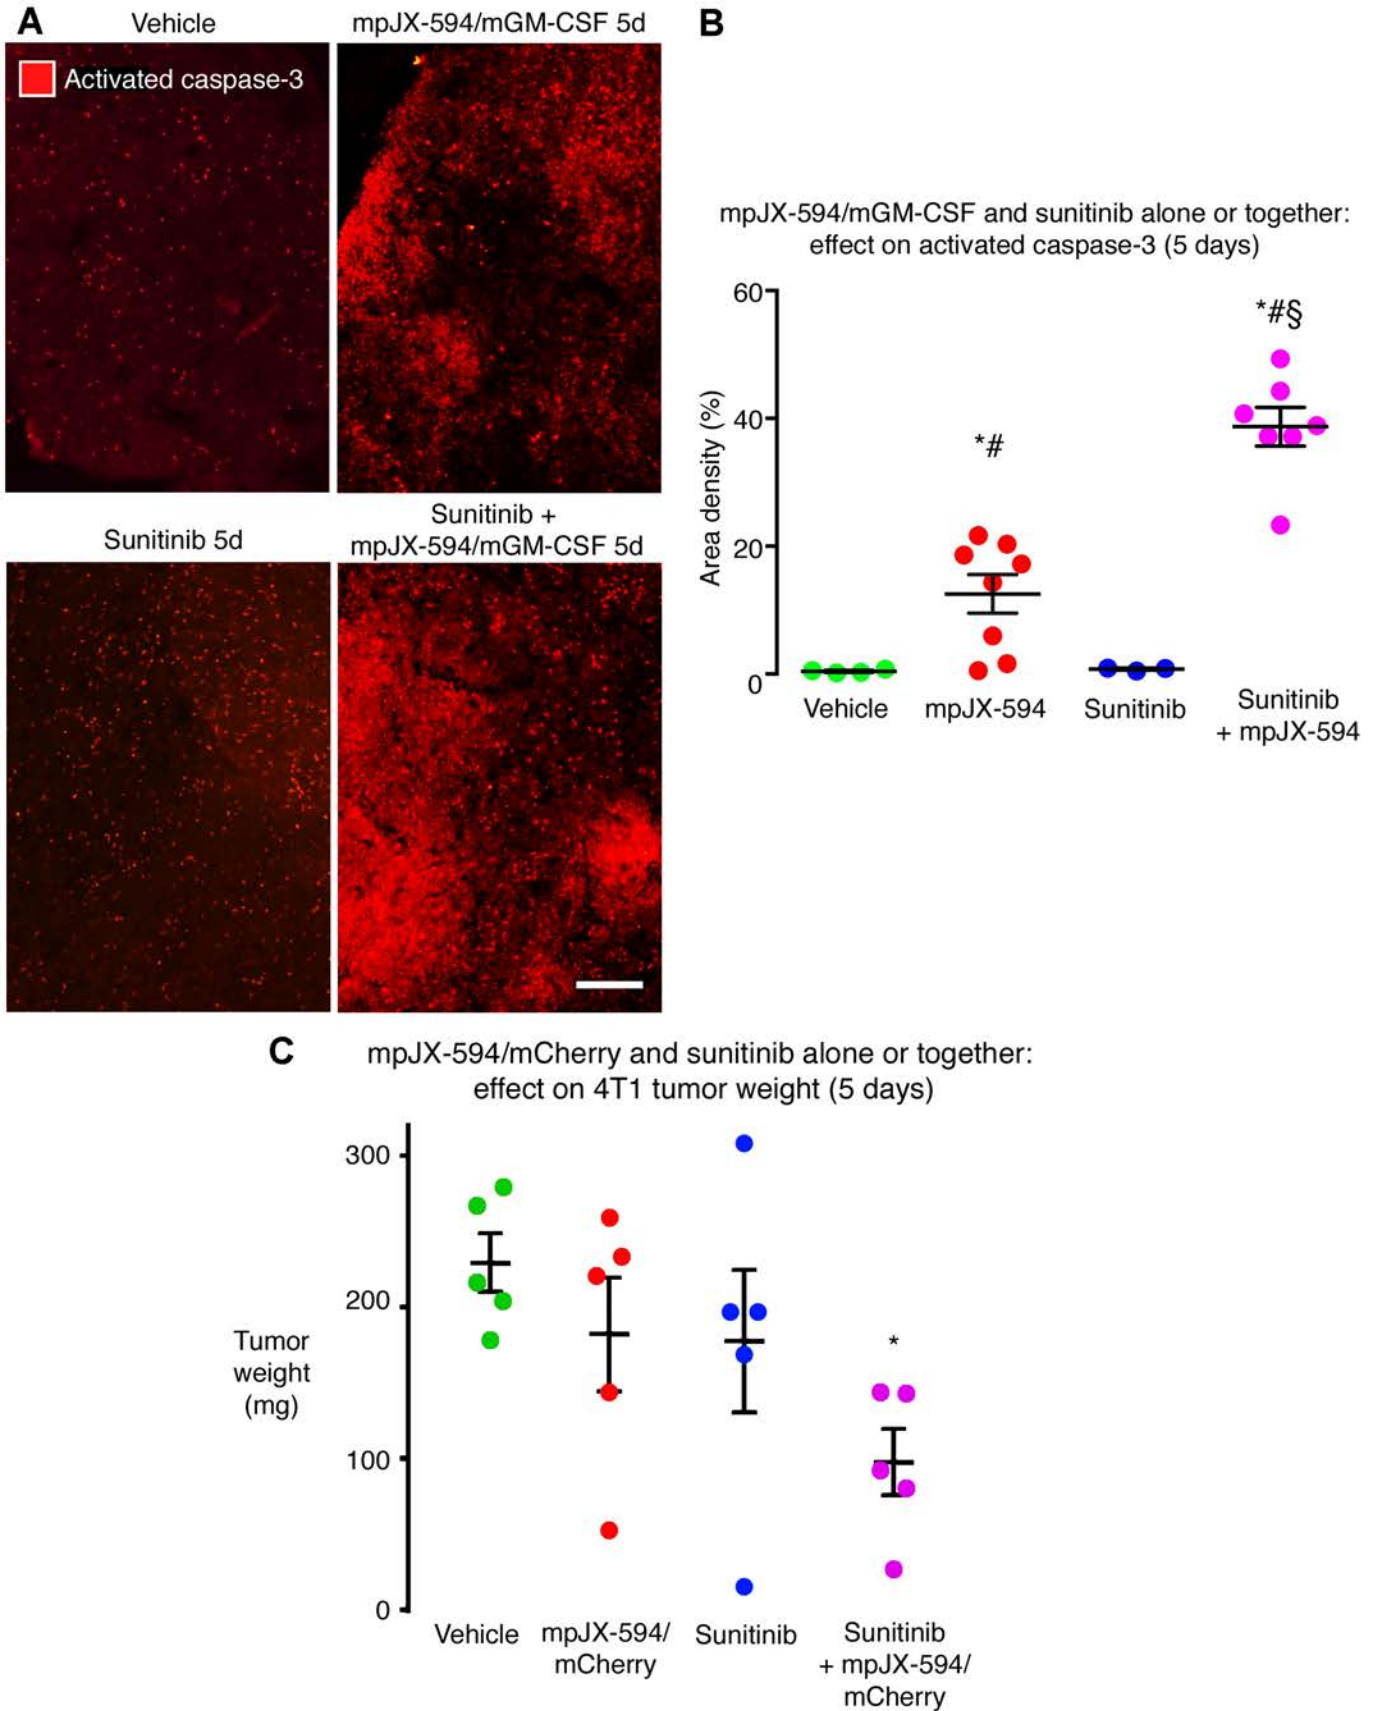 A
Vehicle
mpJX-594/mGM-CSF 5d
Activated caspase-3
Sunitinib 5d
Sunitinib +
mpJX-594/mGM-CSF 5d
B
mpJX-594/mGM-CSF and sunitinib alone or together:
effect on activated caspase-3 (5 days)
Area density (%)
60
40
20
0
*#
*#§
Vehicle
mpJX-594
Sunitinib
Sunitinib
+ mpJX-594
C
mpJX-594/mCherry and sunitinib alone or together:
effect on 4T1 tumor weight (5 days)
Tumor
weight
(mg)
300
200
100
0
*
Vehicle
mpJX-594/
mCherry
Sunitinib
Sunitinib
+ mpJX-594/
mCherry